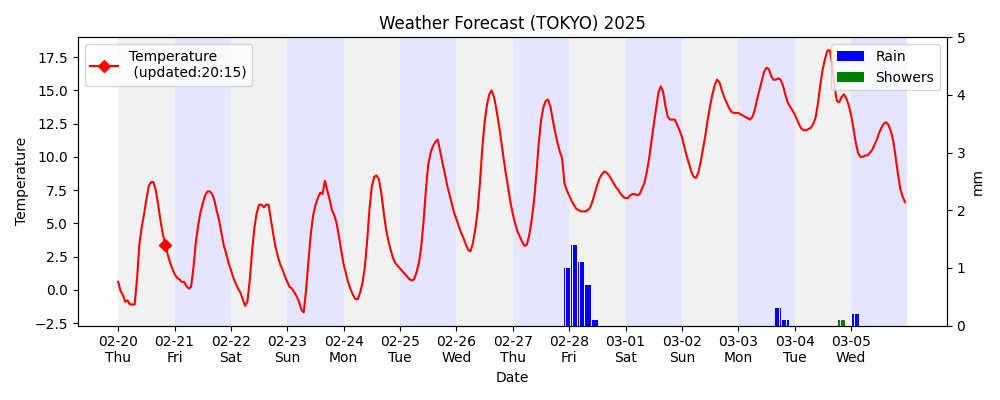 Weather Forecast (TOKYO) 2025
Temperature
(updated:20:15)
Rain
Showers
Temperature
17.5
15.0
12.5
10.0
7.5
5.0
2.5
0.0
−2.5
5
4
3
2
1
0
mm
02-20 02-21 02-22 02-23 02-24 02-25 02-26 02-27 02-28 03-01 03-02 03-03 03-04 03-05
Thu Fri Sat Sun Mon Tue Wed Thu Fri Sat Sun Mon Tue Wed
Date